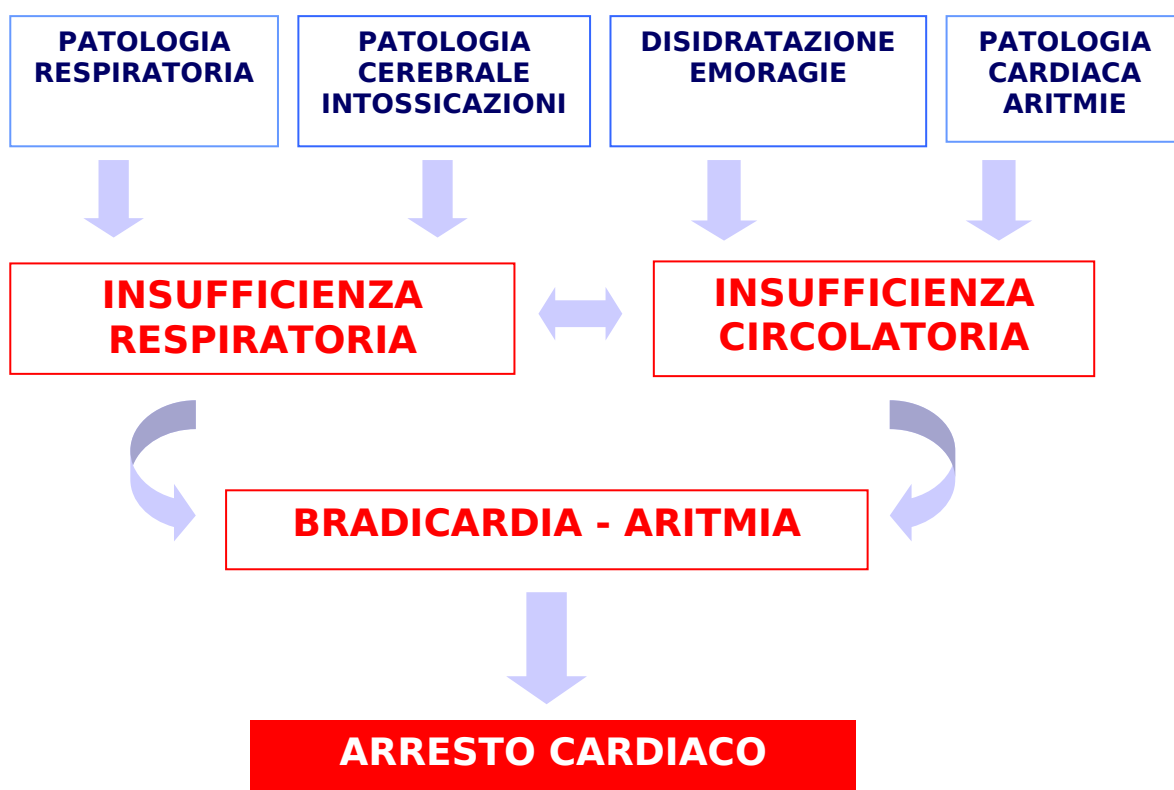 PATOLOGIA
RESPIRATORIA
PATOLOGIA
CEREBRALE
INTOSSICAZIONI
DISIDRATAZIONE
EMORAGIE
PATOLOGIA
CARDIACA
ARITMIE
INSUFFICIENZA
RESPIRATORIA
INSUFFICIENZA
CIRCOLATORIA
BRADICARDIA - ARITMIA
ARRESTO CARDIACO